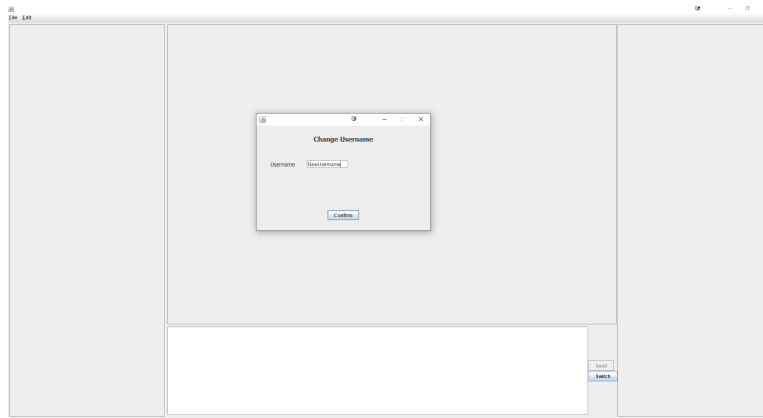 File Edit
Change Username
Username NewUsername
Confirm
Send
Switch